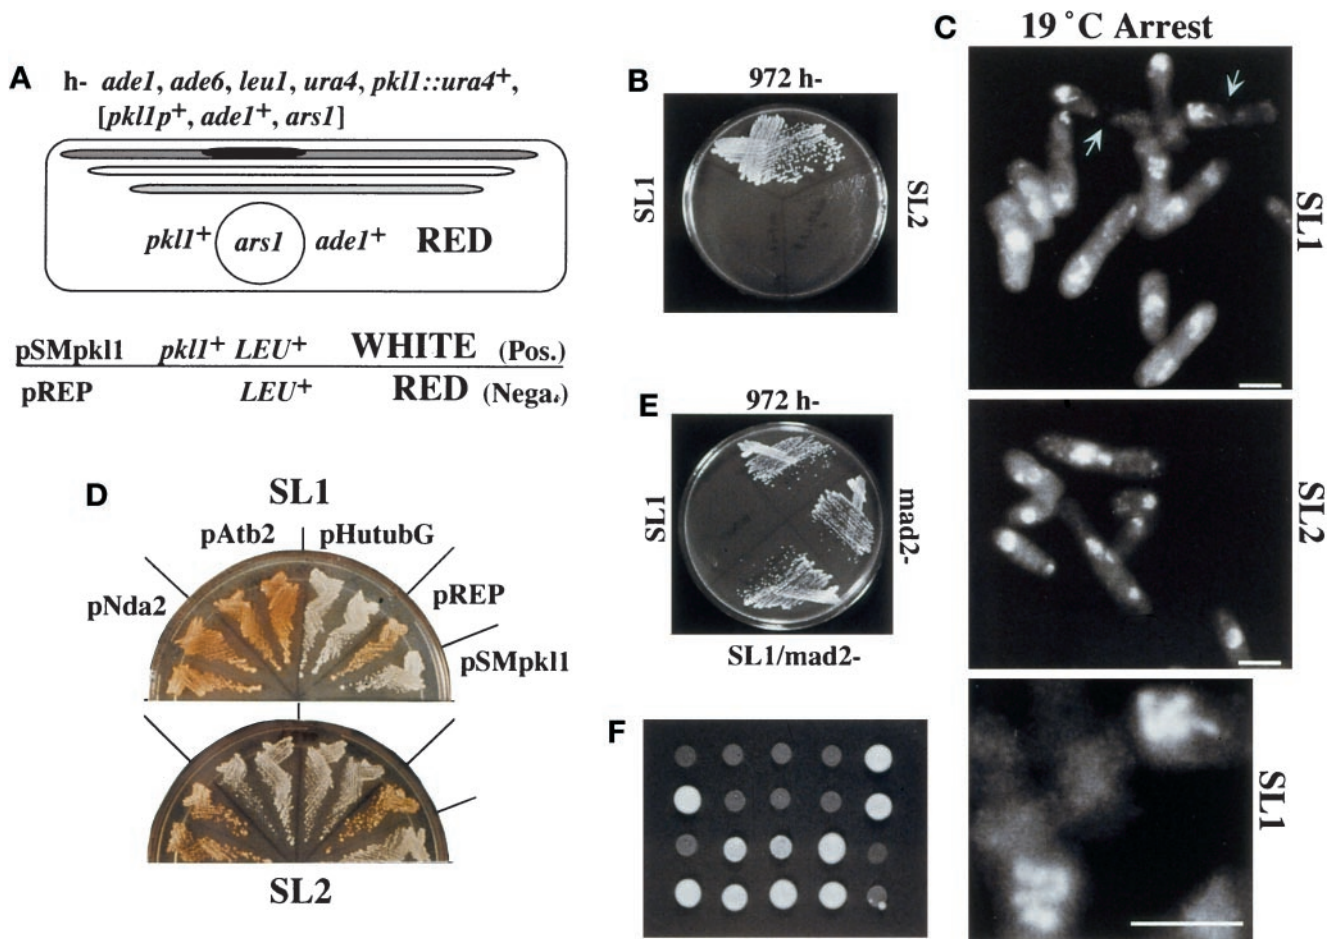 A
h- ade1, ade6, leu1, ura4, pkl1::ura4+,
[pkl1p+, ade1+, ars1]
pkl1+ ars1 ade1+ RED
pSMpkl1 pkl1+ LEU+ WHITE (Pos.)
pREP LEU+ RED (Nega.)
B
972 h-
SL1
SL2
C
19 °C Arrest
SL1
SL2
SL1
D
SL1
pAtb2 pHutubG
pNda2
pREP
pSMpkl1
SL2
E
972 h-
SL1
mad2-
SL1/mad2-
F